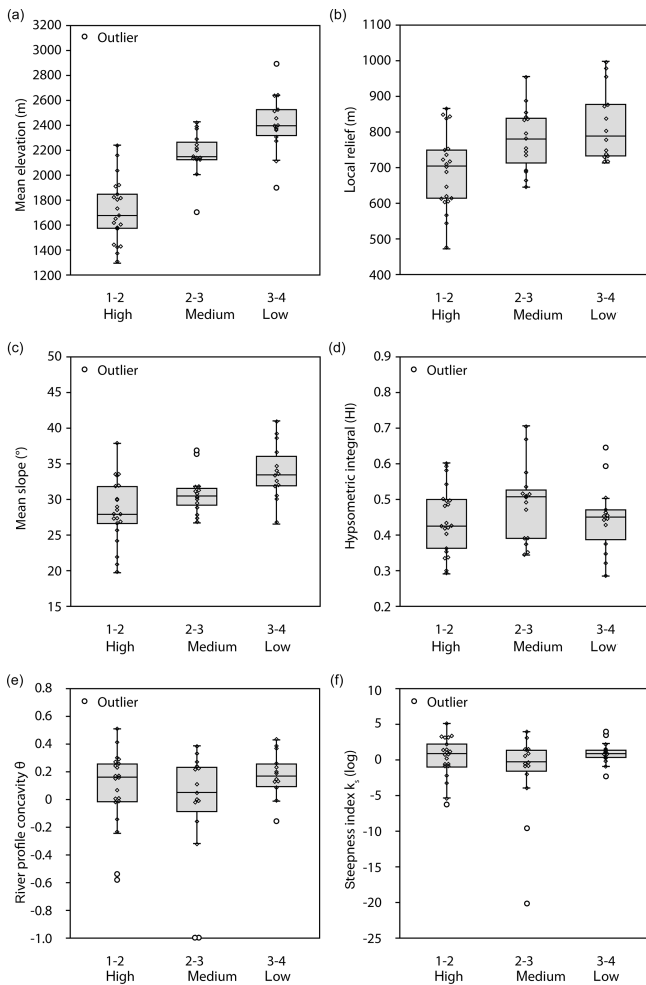 (a)
Outlier
Mean elevation (m)
3200
3000
2800
2600
2400
2200
2000
1800
1600
1400
1200
1-2 2-3 3-4
High Medium Low
(b)
Local relief (m)
1100
1000
900
800
700
600
500
400
1-2 2-3 3-4
High Medium Low
(c)
Outlier
Mean slope (°)
50
45
40
35
30
25
20
15
1-2 2-3 3-4
High Medium Low
(d)
Outlier
Hypsometric integral (HI)
0.9
0.8
0.7
0.6
0.5
0.4
0.3
0.2
1-2 2-3 3-4
High Medium Low
(e)
Outlier
River profile concavity θ
0.8
0.6
0.4
0.2
0
-0.2
-0.4
-0.6
-0.8
-1.0
1-2 2-3 3-4
High Medium Low
(f)
Outlier
Steepness index ks (log)
10
5
0
-5
-10
-15
-20
-25
1-2 2-3 3-4
High Medium Low